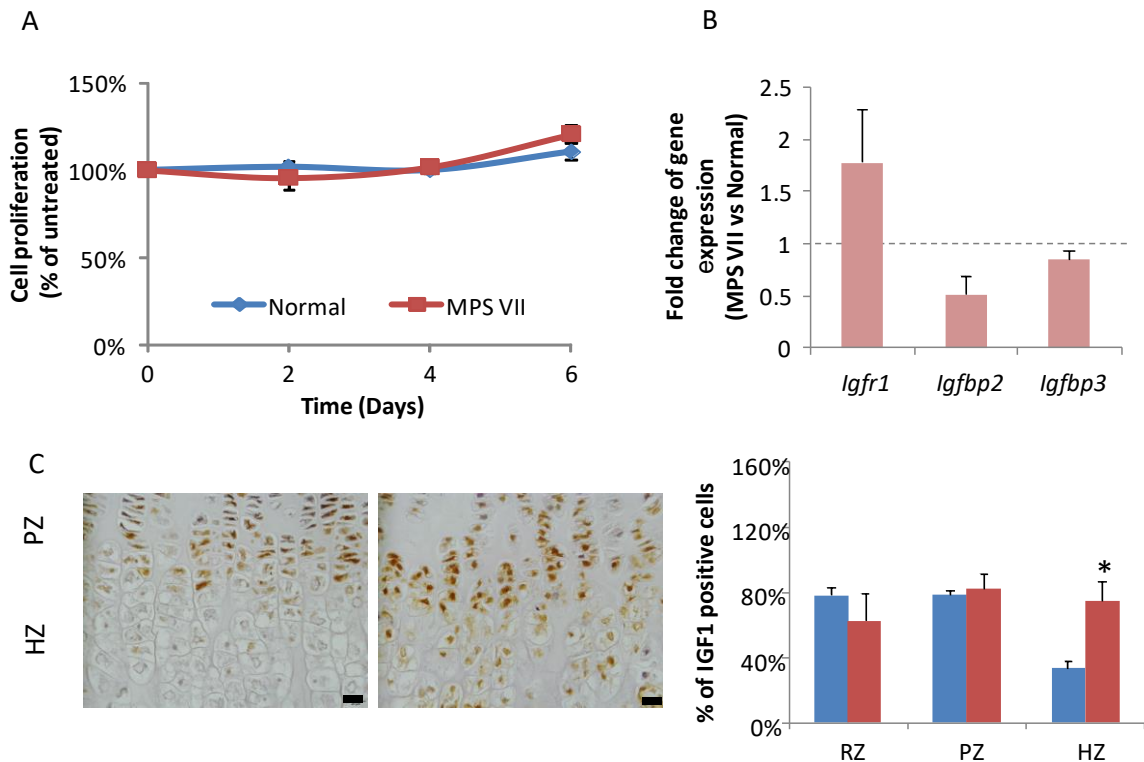 A
150%
100%
50%
0%
Cell proliferation
(% of untreated)
Normal
MPS VII
0
2
4
6
Time (Days)
B
2.5
2
1.5
1
0.5
0
Fold change of gene
expression
(MPS VII vs Normal)
Igfr1
Igfbp2
Igfbp3
C
PZ
HZ
160%
120%
80%
40%
0%
% of IGF1 positive cells
*
RZ
PZ
HZ